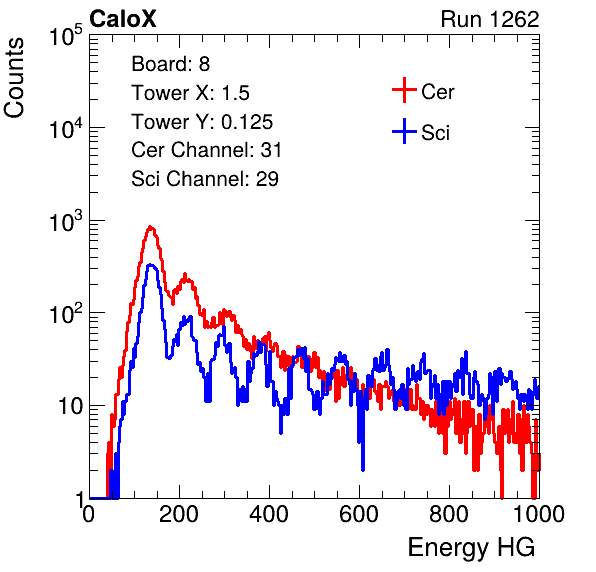 CaloX Run 1262
Counts
10^5
10^4
10^3
10^2
10
1
Board: 8
Tower X: 1.5
Tower Y: 0.125
Cer Channel: 31
Sci Channel: 29
Cer
Sci
0 200 400 600 800 1000
Energy HG